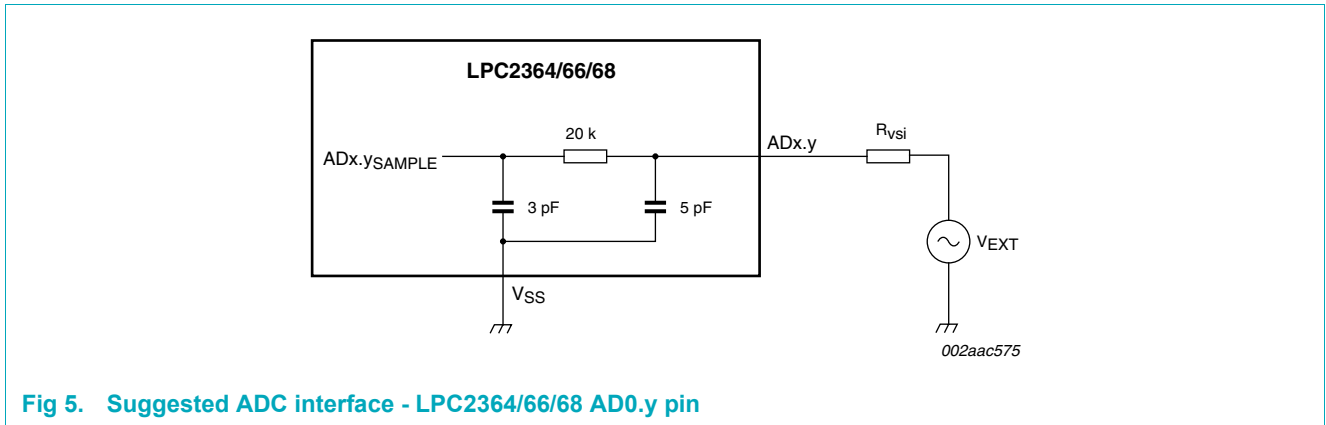 LPC2364/66/68
20 k
ADx.y
Rvsi
ADx.ySAMPLE
3 pF
5 pF
VEXT
VSS
002aac575
Fig 5. Suggested ADC interface - LPC2364/66/68 AD0.y pin